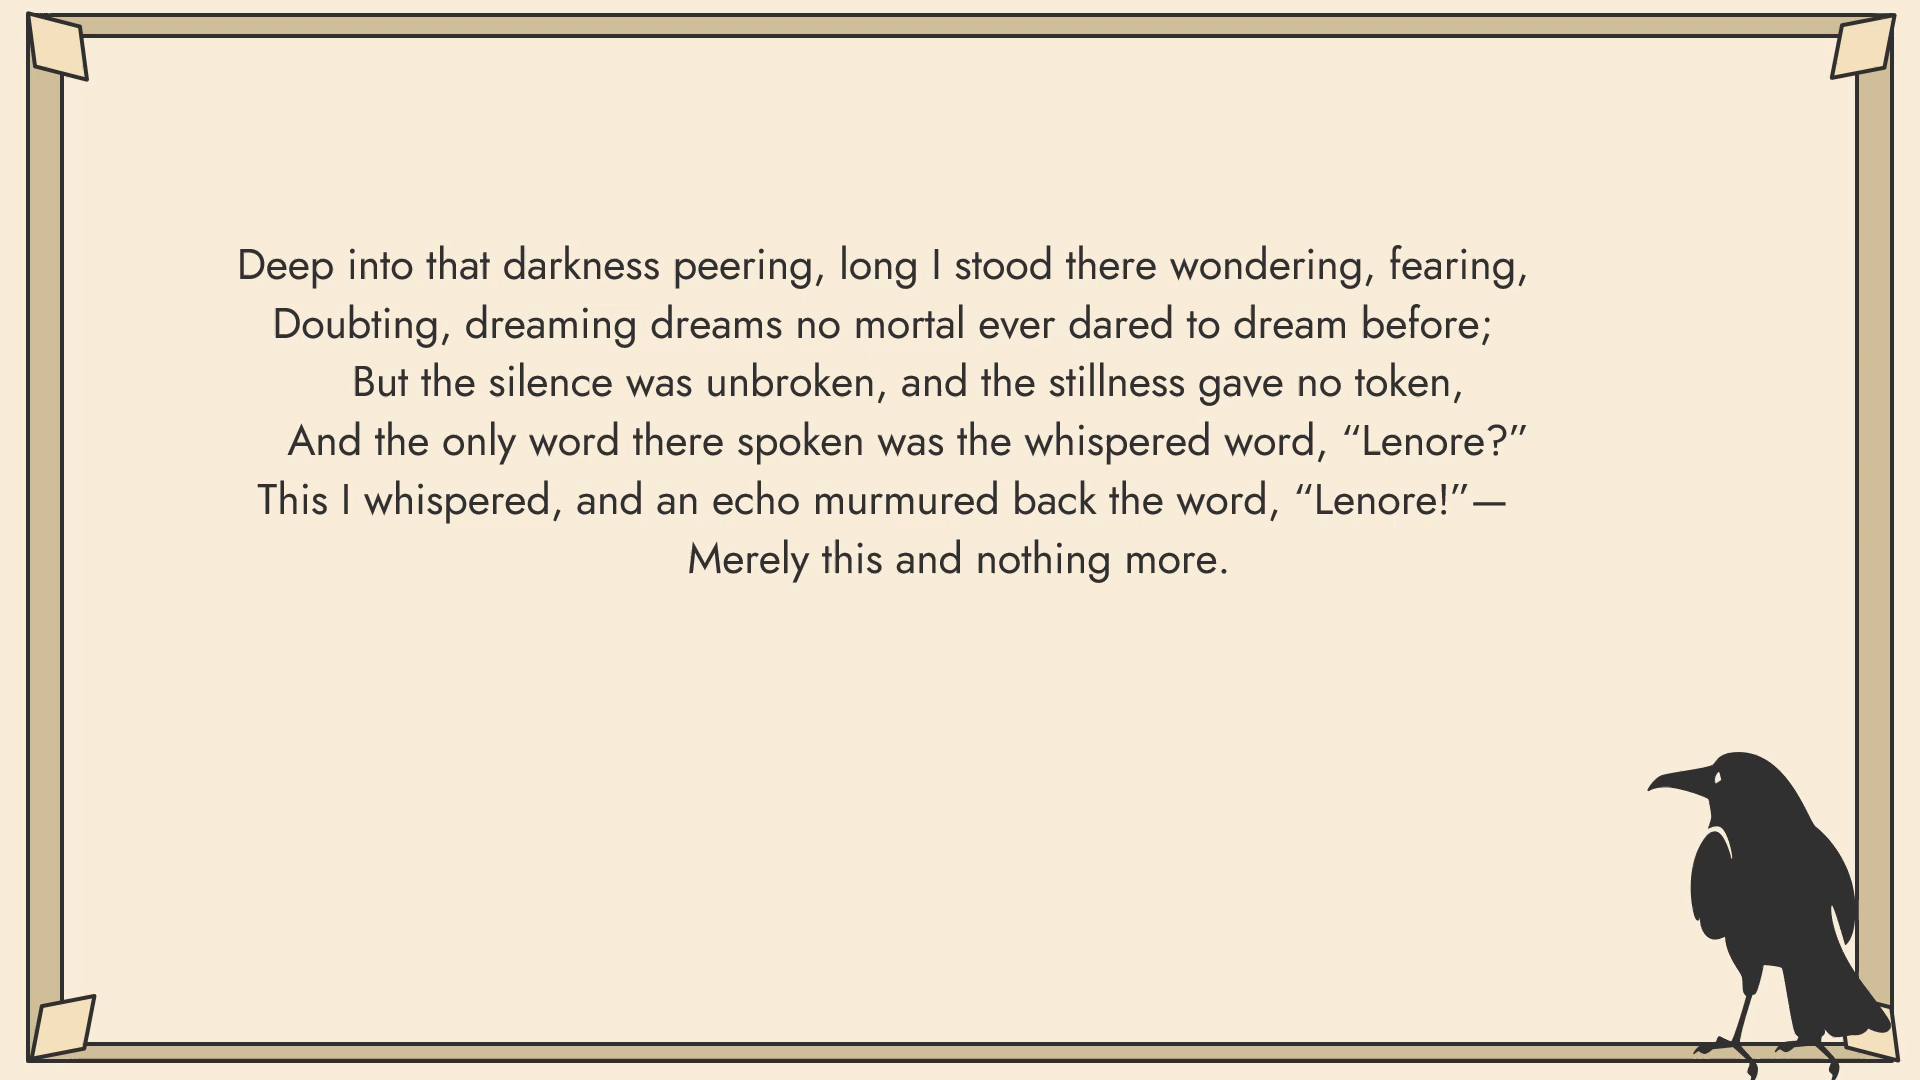 Deep into that darkness peering, long I stood there wondering, fearing,
Doubting, dreaming dreams no mortal ever dared to dream before;
But the silence was unbroken, and the stillness gave no token,
And the only word there spoken was the whispered word, “Lenore?”
This I whispered, and an echo murmured back the word, “Lenore!”—
Merely this and nothing more.